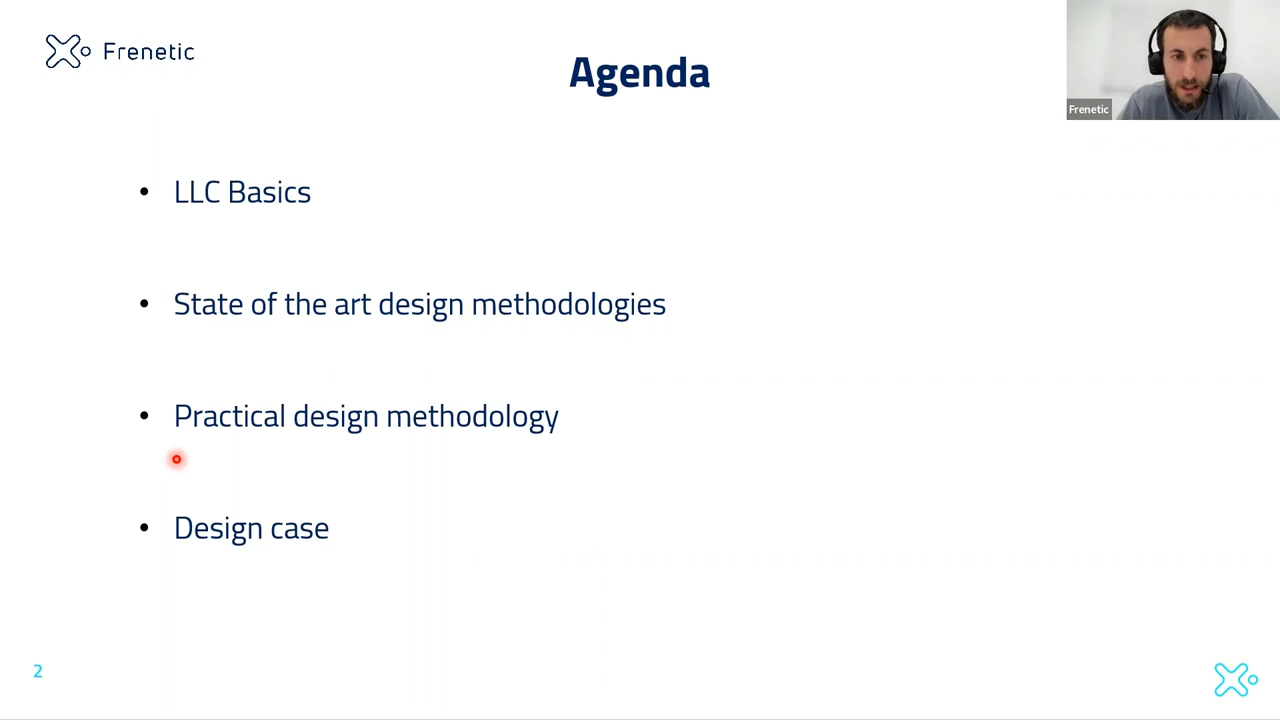 Frenetic
Agenda
Frenetic
• LLC Basics
• State of the art design methodologies
• Practical design methodology
• Design case
2